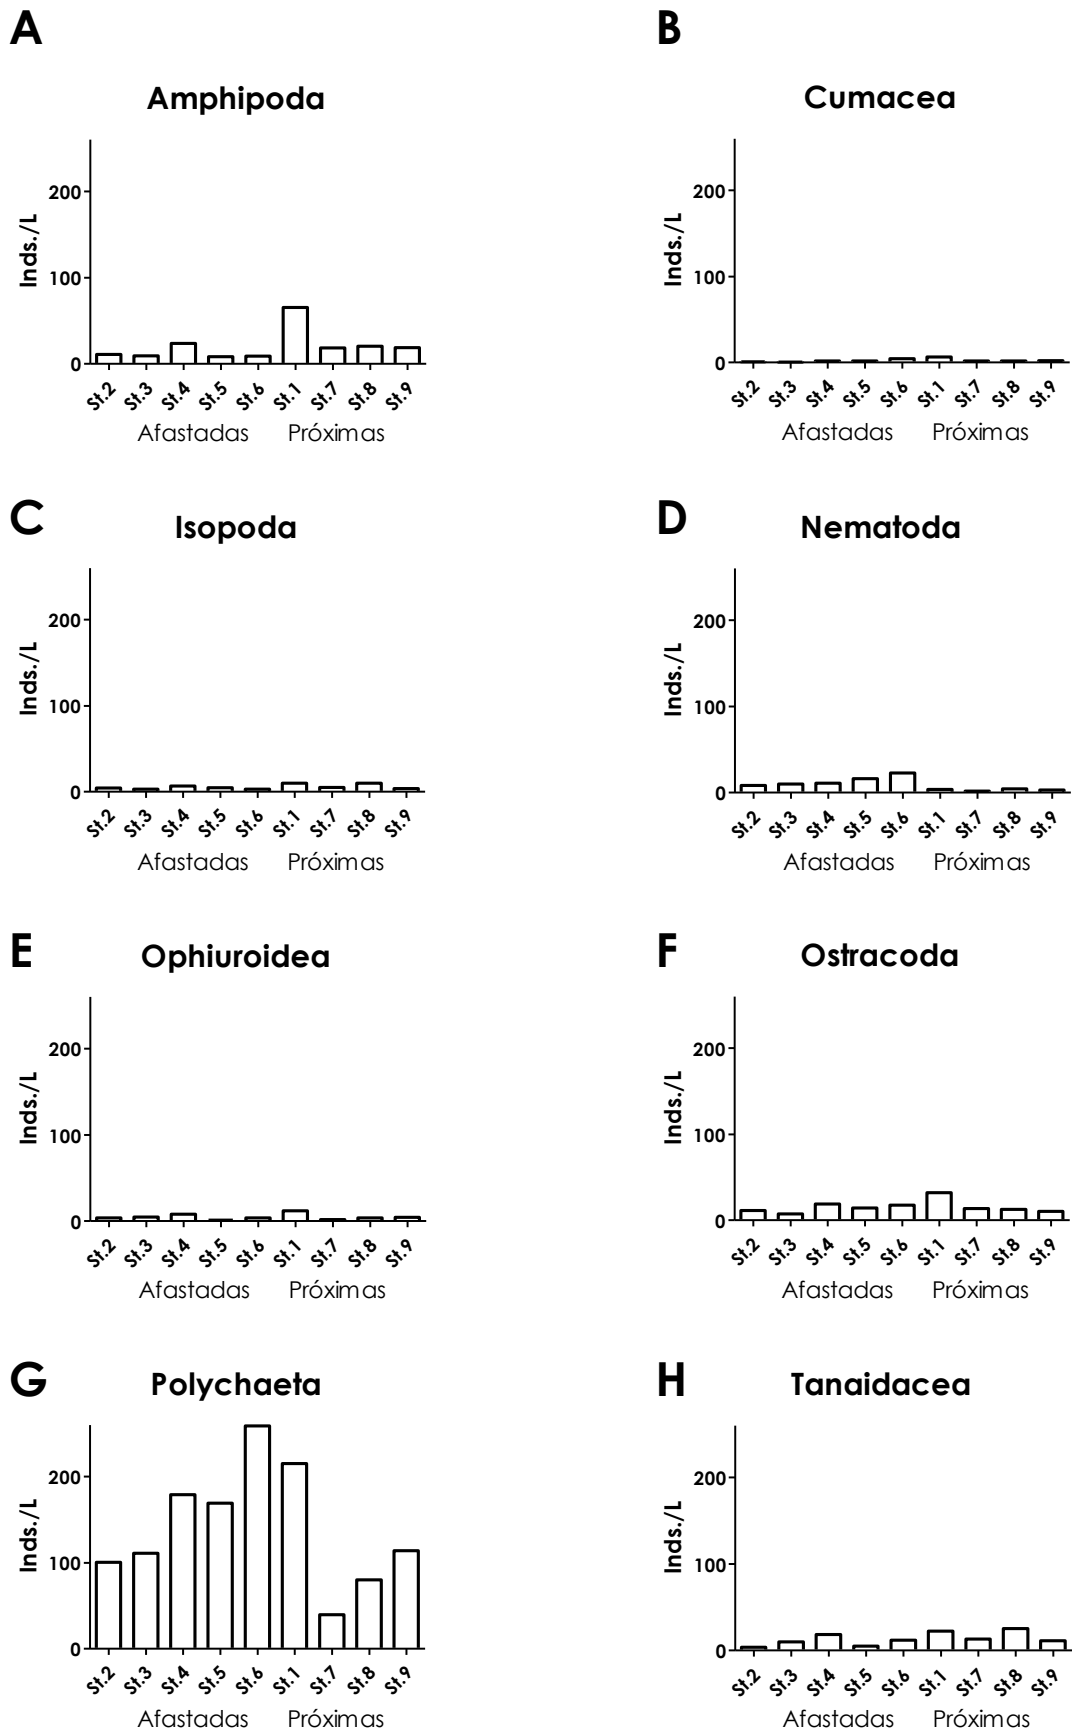 A
Amphipoda
Inds./L
200
100
0
St.2 St.3 St.4 St.5 St.6 St.1 St.7 St.8 St.9
Afastadas Próximas
B
Cumacea
Inds./L
200
100
0
St.2 St.3 St.4 St.5 St.6 St.1 St.7 St.8 St.9
Afastadas Próximas
C
Isopoda
Inds./L
200
100
0
St.2 St.3 St.4 St.5 St.6 St.1 St.7 St.8 St.9
Afastadas Próximas
D
Nematoda
Inds./L
200
100
0
St.2 St.3 St.4 St.5 St.6 St.1 St.7 St.8 St.9
Afastadas Próximas
E
Ophiuroidea
Inds./L
200
100
0
St.2 St.3 St.4 St.5 St.6 St.1 St.7 St.8 St.9
Afastadas Próximas
F
Ostracoda
Inds./L
200
100
0
St.2 St.3 St.4 St.5 St.6 St.1 St.7 St.8 St.9
Afastadas Próximas
G
Polychaeta
Inds./L
200
100
0
St.2 St.3 St.4 St.5 St.6 St.1 St.7 St.8 St.9
Afastadas Próximas
H
Tanaidacea
Inds./L
200
100
0
St.2 St.3 St.4 St.5 St.6 St.1 St.7 St.8 St.9
Afastadas Próximas